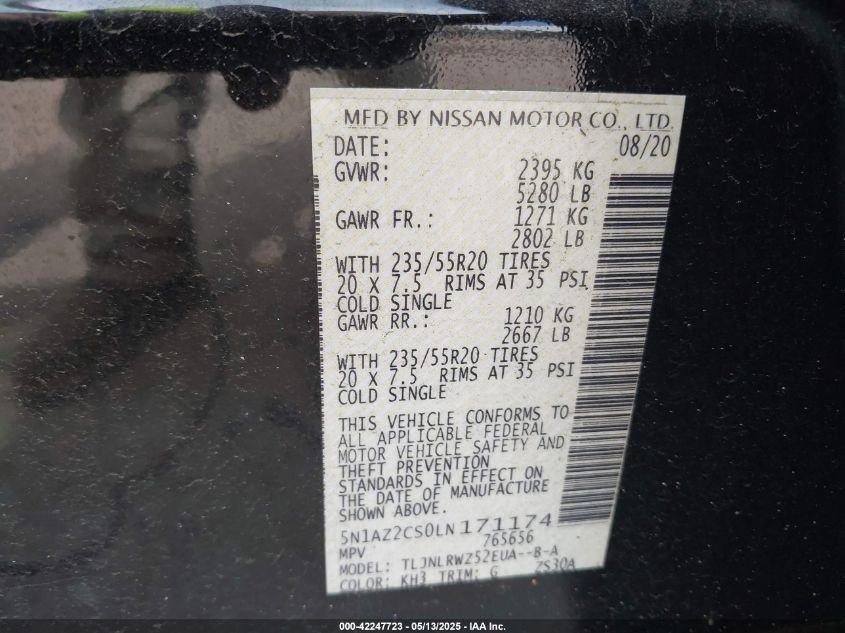 MFD BY NISSAN MOTOR CO., LTD.
DATE: 08/20
GVWR: 2395 KG
5280 LB
GAWR FR.: 1271 KG
2802 LB
WITH 235/55R20 TIRES
20 X 7.5 RIMS AT 35 PSI
COLD SINGLE
GAWR RR.: 1210 KG
2667 LB
WITH 235/55R20 TIRES
20 X 7.5 RIMS AT 35 PSI
COLD SINGLE
THIS VEHICLE CONFORMS TO
ALL APPLICABLE FEDERAL
MOTOR VEHICLE SAFETY AND
THEFT PREVENTION
STANDARDS IN EFFECT ON
THE DATE OF MANUFACTURE
SHOWN ABOVE.
5N1AZ2CS0LN171174
MPV 765656
MODEL: TLJNLRWZ52EUA--B-A
COLOR: KH3 TRIM: G ZS30A
000-42247723 - 05/13/2025 - IAA Inc.